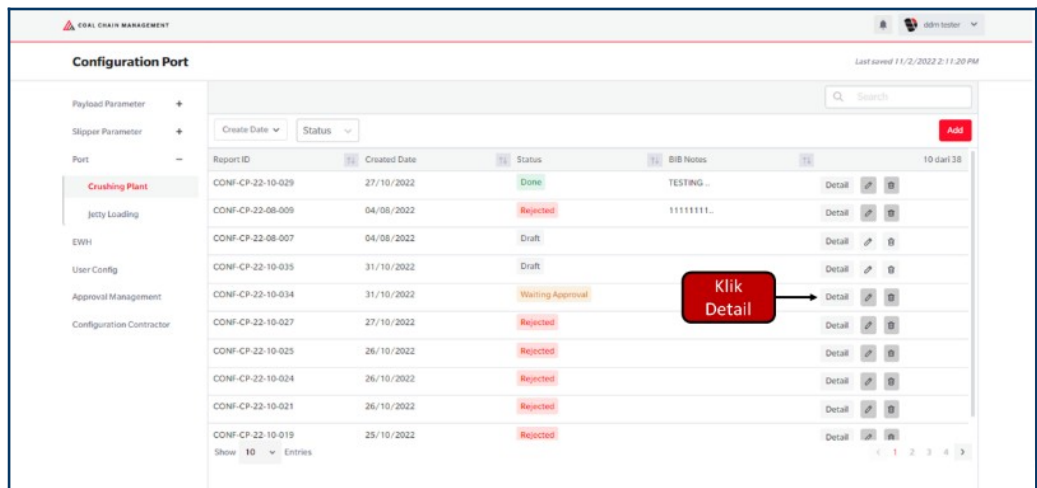 COAL CHAIN MANAGEMENT
ddm tester
Configuration Port
Last saved 11/2/2022 2:11:20 PM
Payload Parameter +
Search
Slipper Parameter +
Create Date
Status
Add
Port −
Report ID Created Date Status BIB Notes 10 dari 38
Crushing Plant
CONF-CP-22-10-029 27/10/2022 Done TESTING .. Detail
Jetty Loading
CONF-CP-22-08-009 04/08/2022 Rejected 11111111.. Detail
EWH
CONF-CP-22-08-007 04/08/2022 Draft Detail
User Config
CONF-CP-22-10-035 31/10/2022 Draft Detail
Approval Management
CONF-CP-22-10-034 31/10/2022 Waiting Approval Detail
Klik
Detail
Configuration Contractor
CONF-CP-22-10-027 27/10/2022 Rejected Detail
CONF-CP-22-10-025 26/10/2022 Rejected Detail
CONF-CP-22-10-024 26/10/2022 Rejected Detail
CONF-CP-22-10-021 26/10/2022 Rejected Detail
CONF-CP-22-10-019 25/10/2022 Rejected Detail
Show 10 Entries
< 1 2 3 4 >